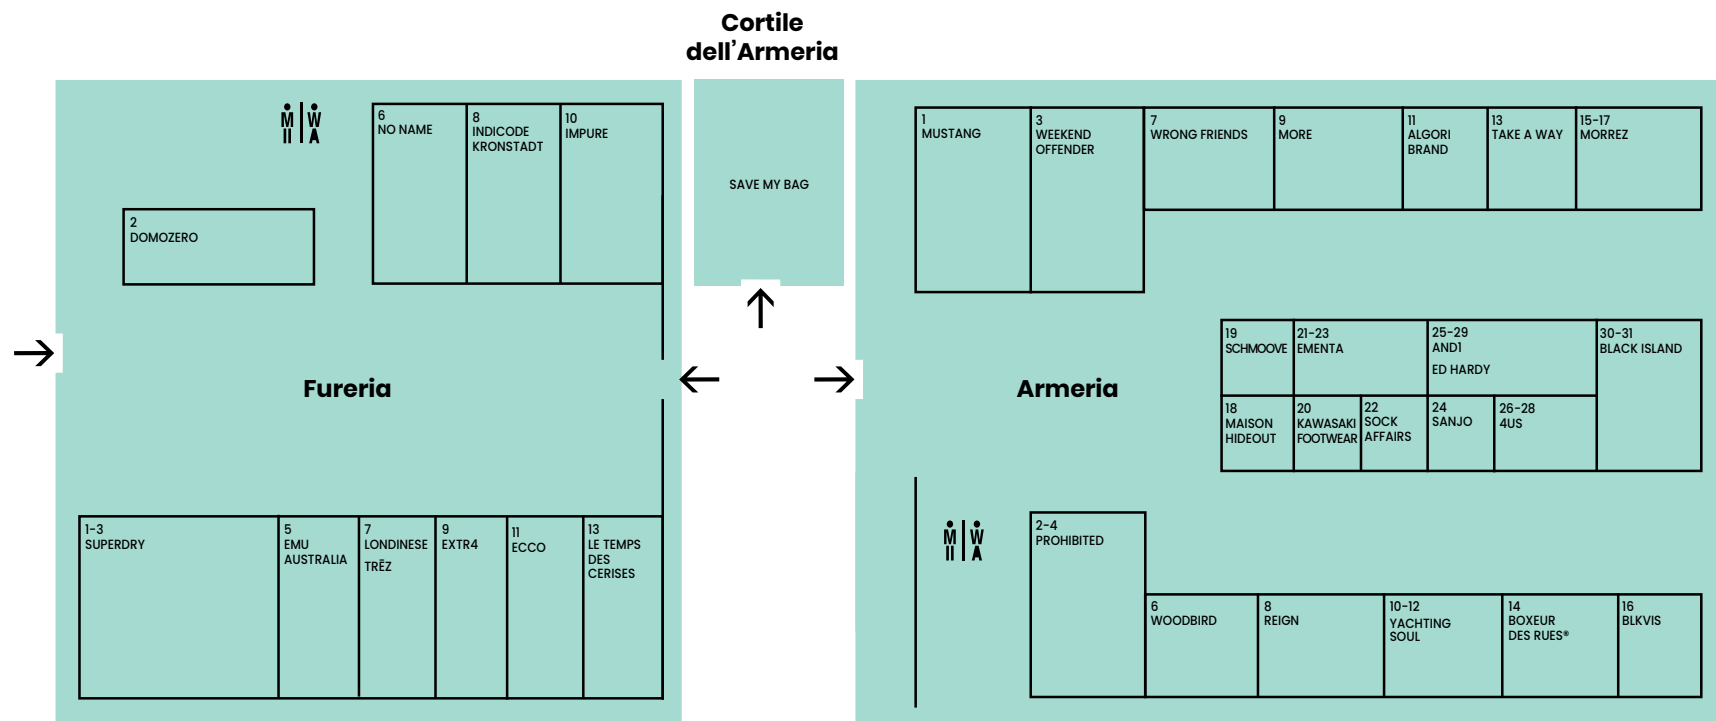 Cortile
dell'Armeria
SAVE MY BAG
M W
6
NO NAME
8
INDICODE
KRONSTADT
10
IMPURE
2
DOMOZERO
Fureria
1-3
SUPERDRY
5
EMU
AUSTRALIA
7
LONDINESE
TRĒZ
9
EXTR4
11
ECCO
13
LE TEMPS
DES
CERISES
1
MUSTANG
3
WEEKEND
OFFENDER
7
WRONG FRIENDS
9
MORE
11
ALGORI
BRAND
13
TAKE A WAY
15-17
MORREZ
Armeria
19
SCHMOOVE
21-23
EMENTA
25-29
AND1
ED HARDY
30-31
BLACK ISLAND
18
MAISON
HIDEOUT
20
KAWASAKI
FOOTWEAR
22
SOCK
AFFAIRS
24
SANJO
26-28
4US
M W
2-4
PROHIBITED
6
WOODBIRD
8
REIGN
10-12
YACHTING
SOUL
14
BOXEUR
DES RUES®
16
BLKVIS